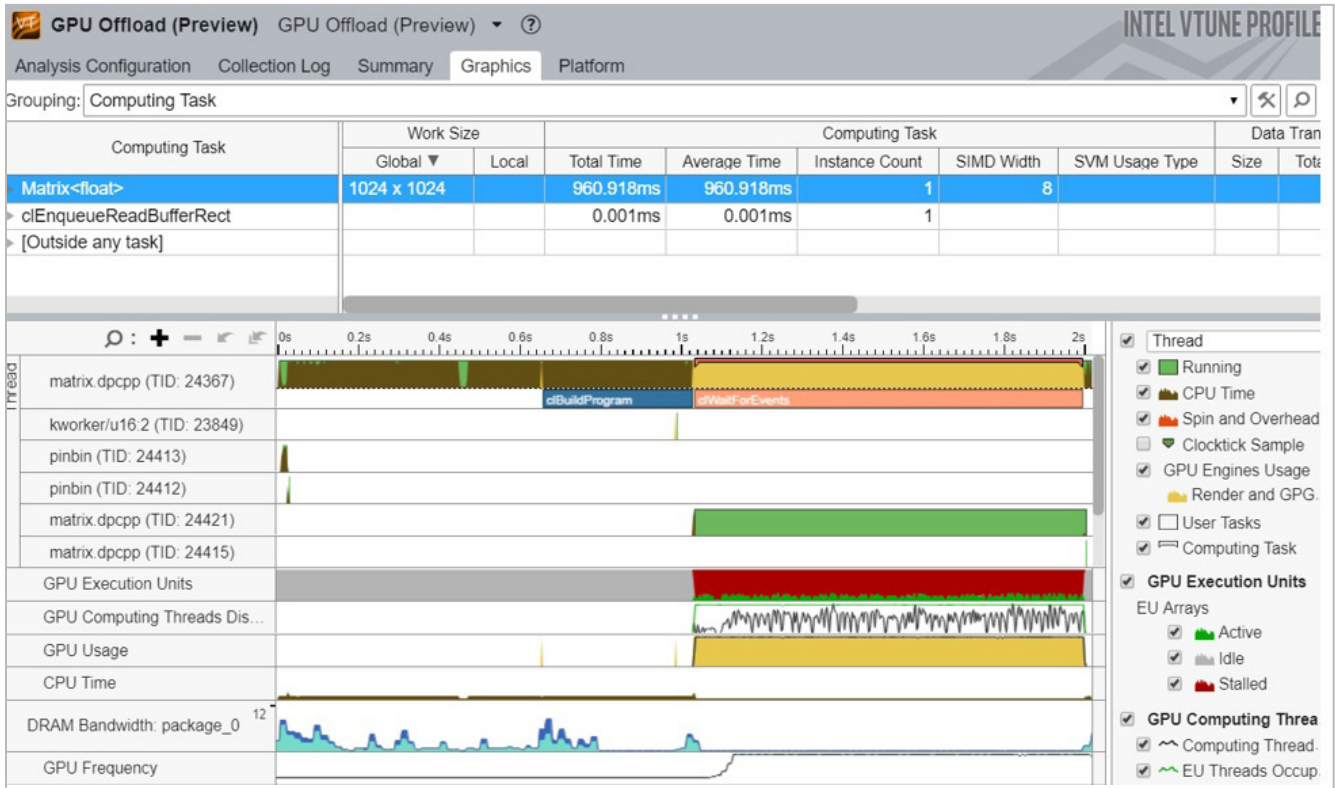 GPU Offload (Preview) GPU Offload (Preview) INTEL VTUNE PROFILE
Analysis Configuration Collection Log Summary Graphics Platform
Grouping: Computing Task
Computing Task Work Size Computing Task Data Tran
Global Local Total Time Average Time Instance Count SIMD Width SVM Usage Type Size Tota
Matrix<float> 1024 x 1024 960.918ms 960.918ms 1 8
clEnqueueReadBufferRect 0.001ms 0.001ms 1
[Outside any task]
0s 0.2s 0.4s 0.6s 0.8s 1s 1.2s 1.4s 1.6s 1.8s 2s
Thread
matrix.dpcpp (TID: 24367)
clBuildProgram clWaitForEvents
kworker/u16:2 (TID: 23849)
pinbin (TID: 24413)
pinbin (TID: 24412)
matrix.dpcpp (TID: 24421)
matrix.dpcpp (TID: 24415)
GPU Execution Units
GPU Computing Threads Dis...
GPU Usage
CPU Time
DRAM Bandwidth: package_0 12
GPU Frequency
Thread
Running
CPU Time
Spin and Overhead
Clocktick Sample
GPU Engines Usage
Render and GPG.
User Tasks
Computing Task
GPU Execution Units
EU Arrays
Active
Idle
Stalled
GPU Computing Threa
Computing Thread.
EU Threads Occup.